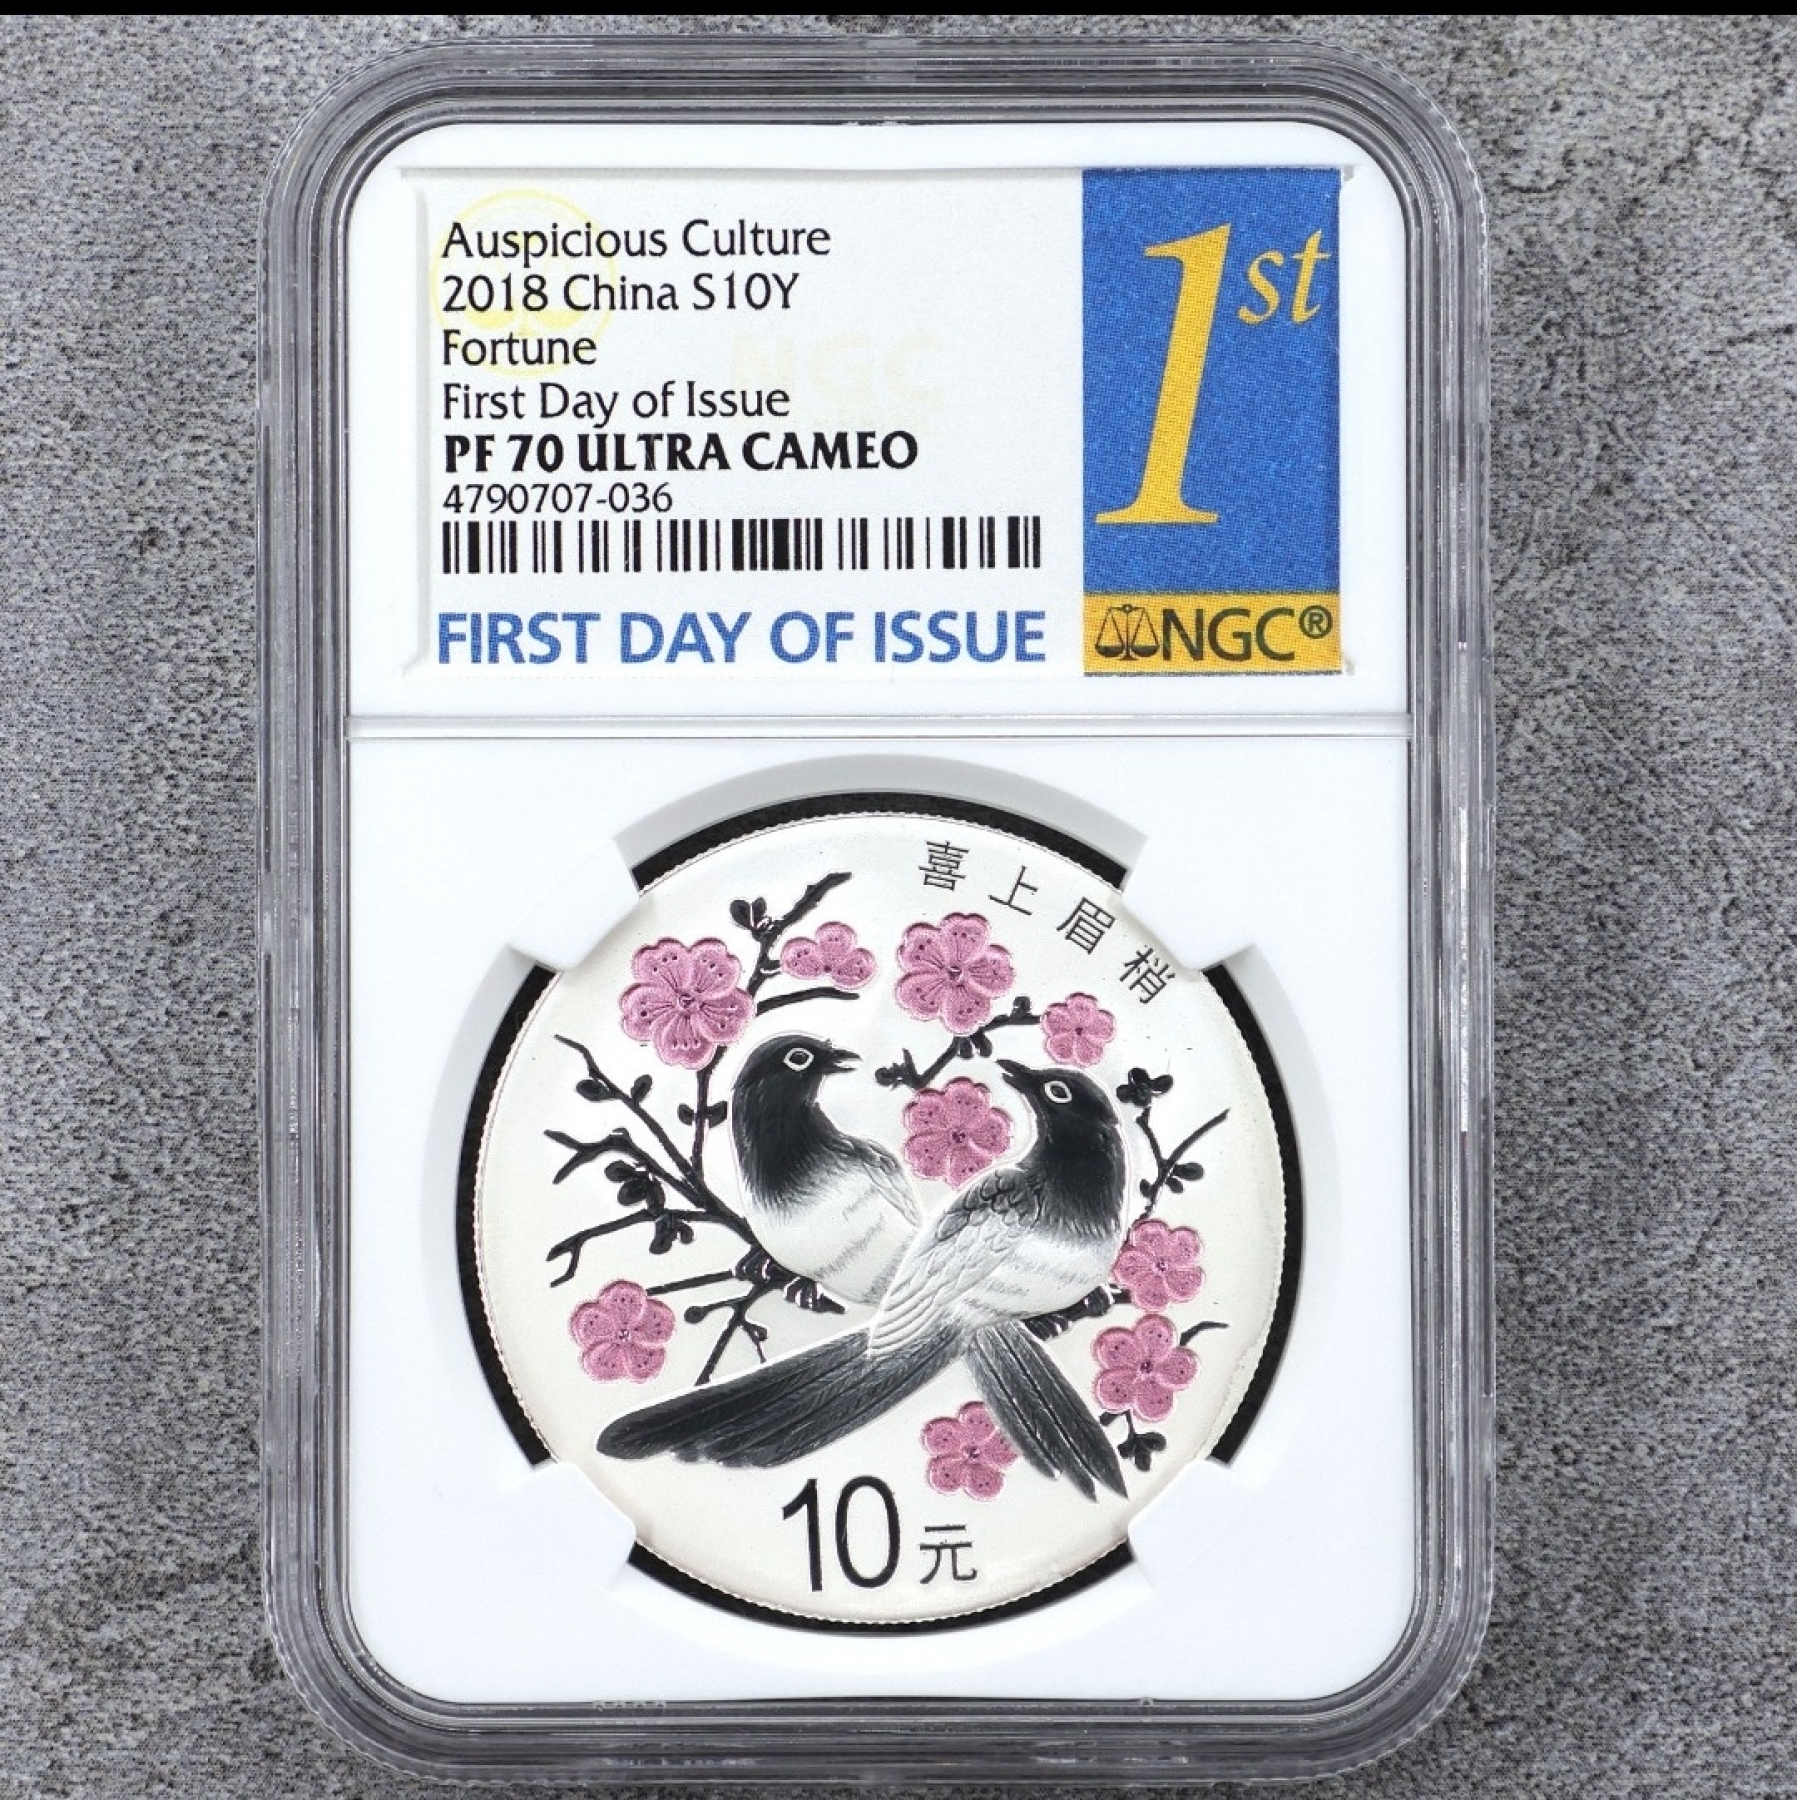 Auspicious Culture
2018 China S10Y
Fortune
First Day of Issue
PF 70 ULTRA CAMEO
4790707-036
FIRST DAY OF ISSUE
1st
NGC®
NGC
喜上眉梢
10元